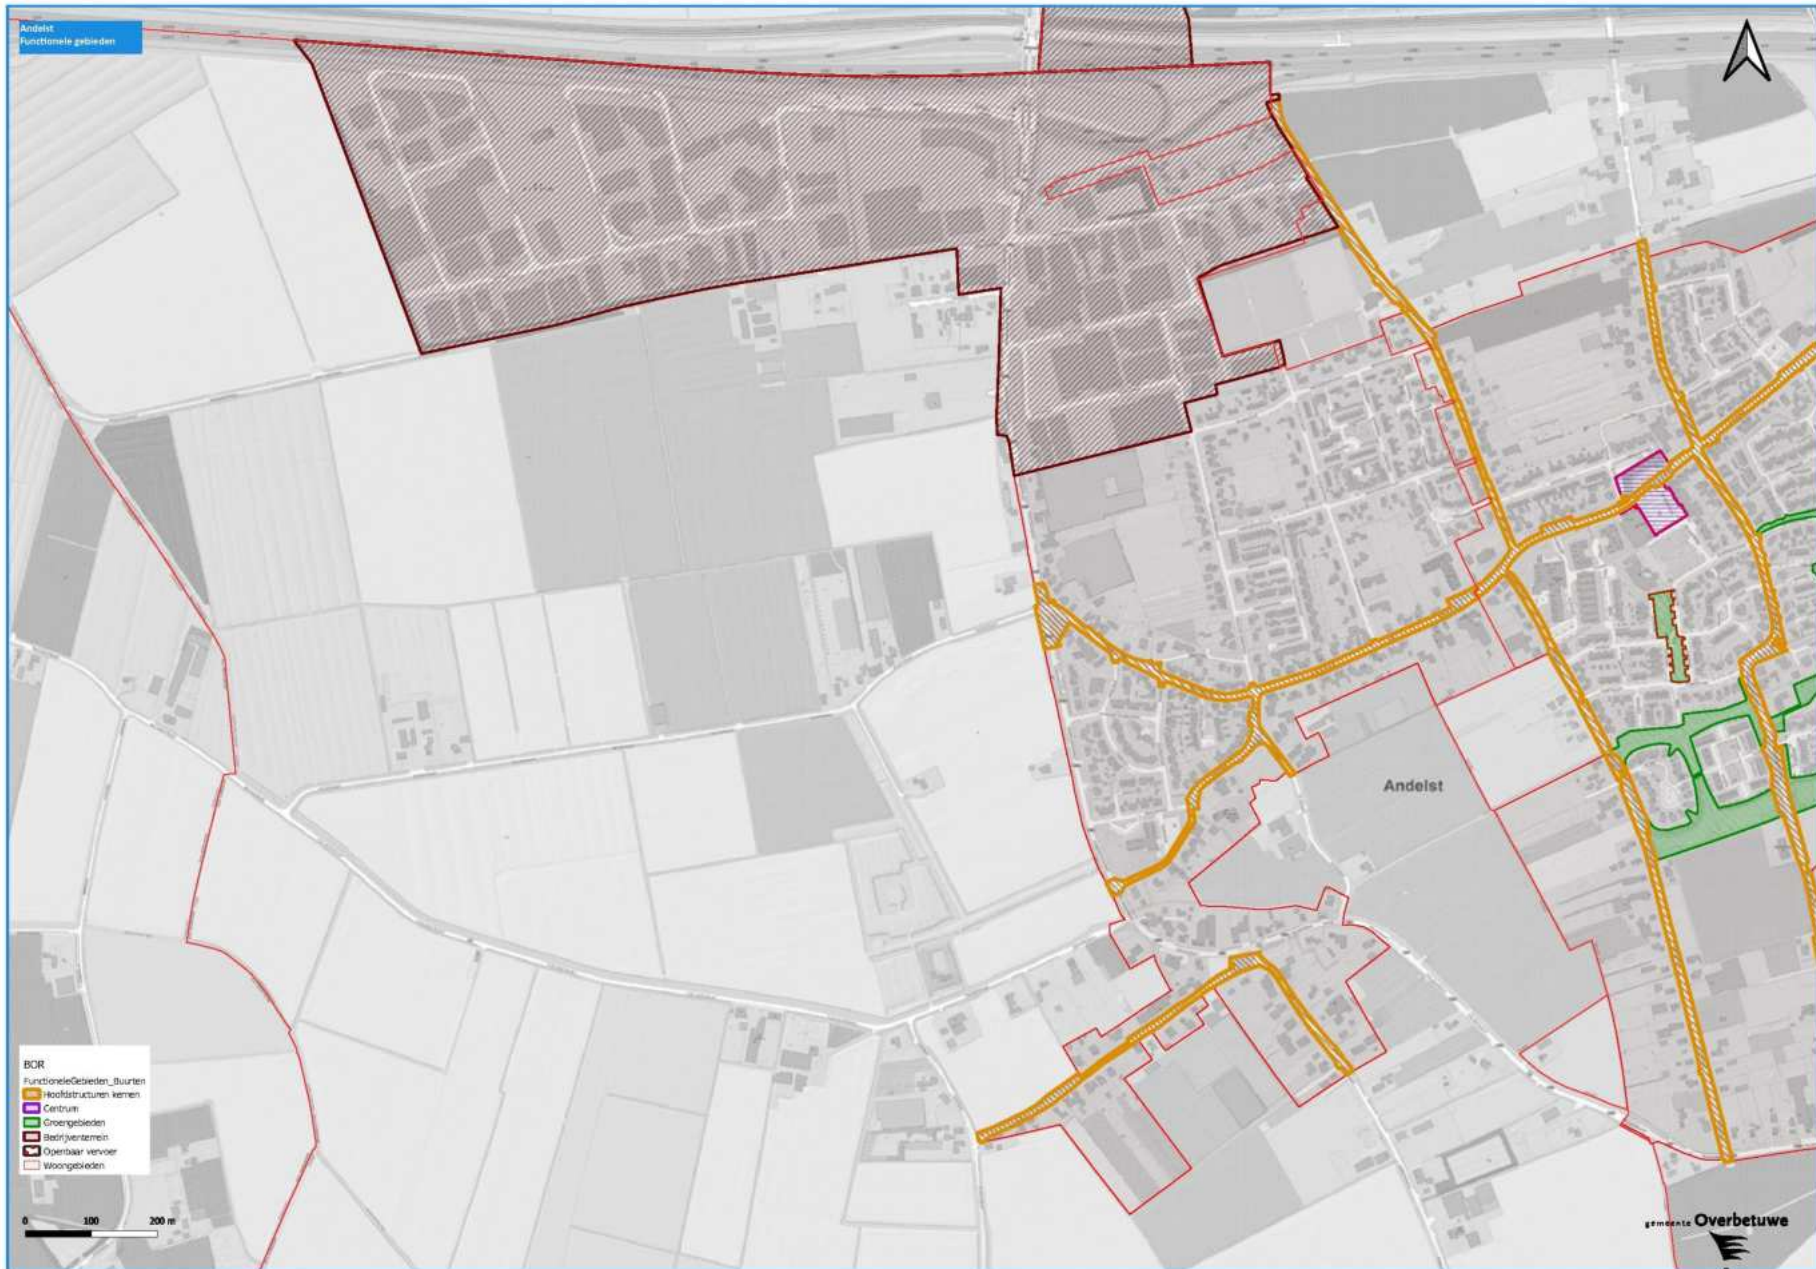 Andelst
Functionele gebieden
Andelst
BOR
FunctioneleGebieden_Buurten
Hoofdstructuren kernen
Centrum
Groengebieden
Bedrijventerrein
Openbaar vervoer
Woongebieden
0 100 200 m
gemeente Overbetuwe